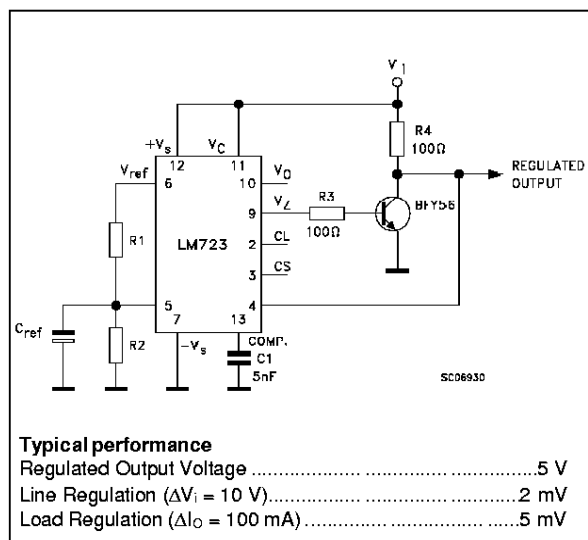 Vi
R4
100Ω
REGULATED
OUTPUT
+Vs
VC
12
11
Vref
6
10
VO
R3
9
VZ
BFY56
100Ω
R1
LM723
2
CL
3
CS
5
4
Cref
R2
7
13
-Vs
COMP.
C1
5nF
SC06930
Typical performance
Regulated Output Voltage ..................... ..................... ..................5 V
Line Regulation (ΔVi = 10 V)................. ..................... ................2 mV
Load Regulation (ΔIO = 100 mA)................. ..................... ........5 mV